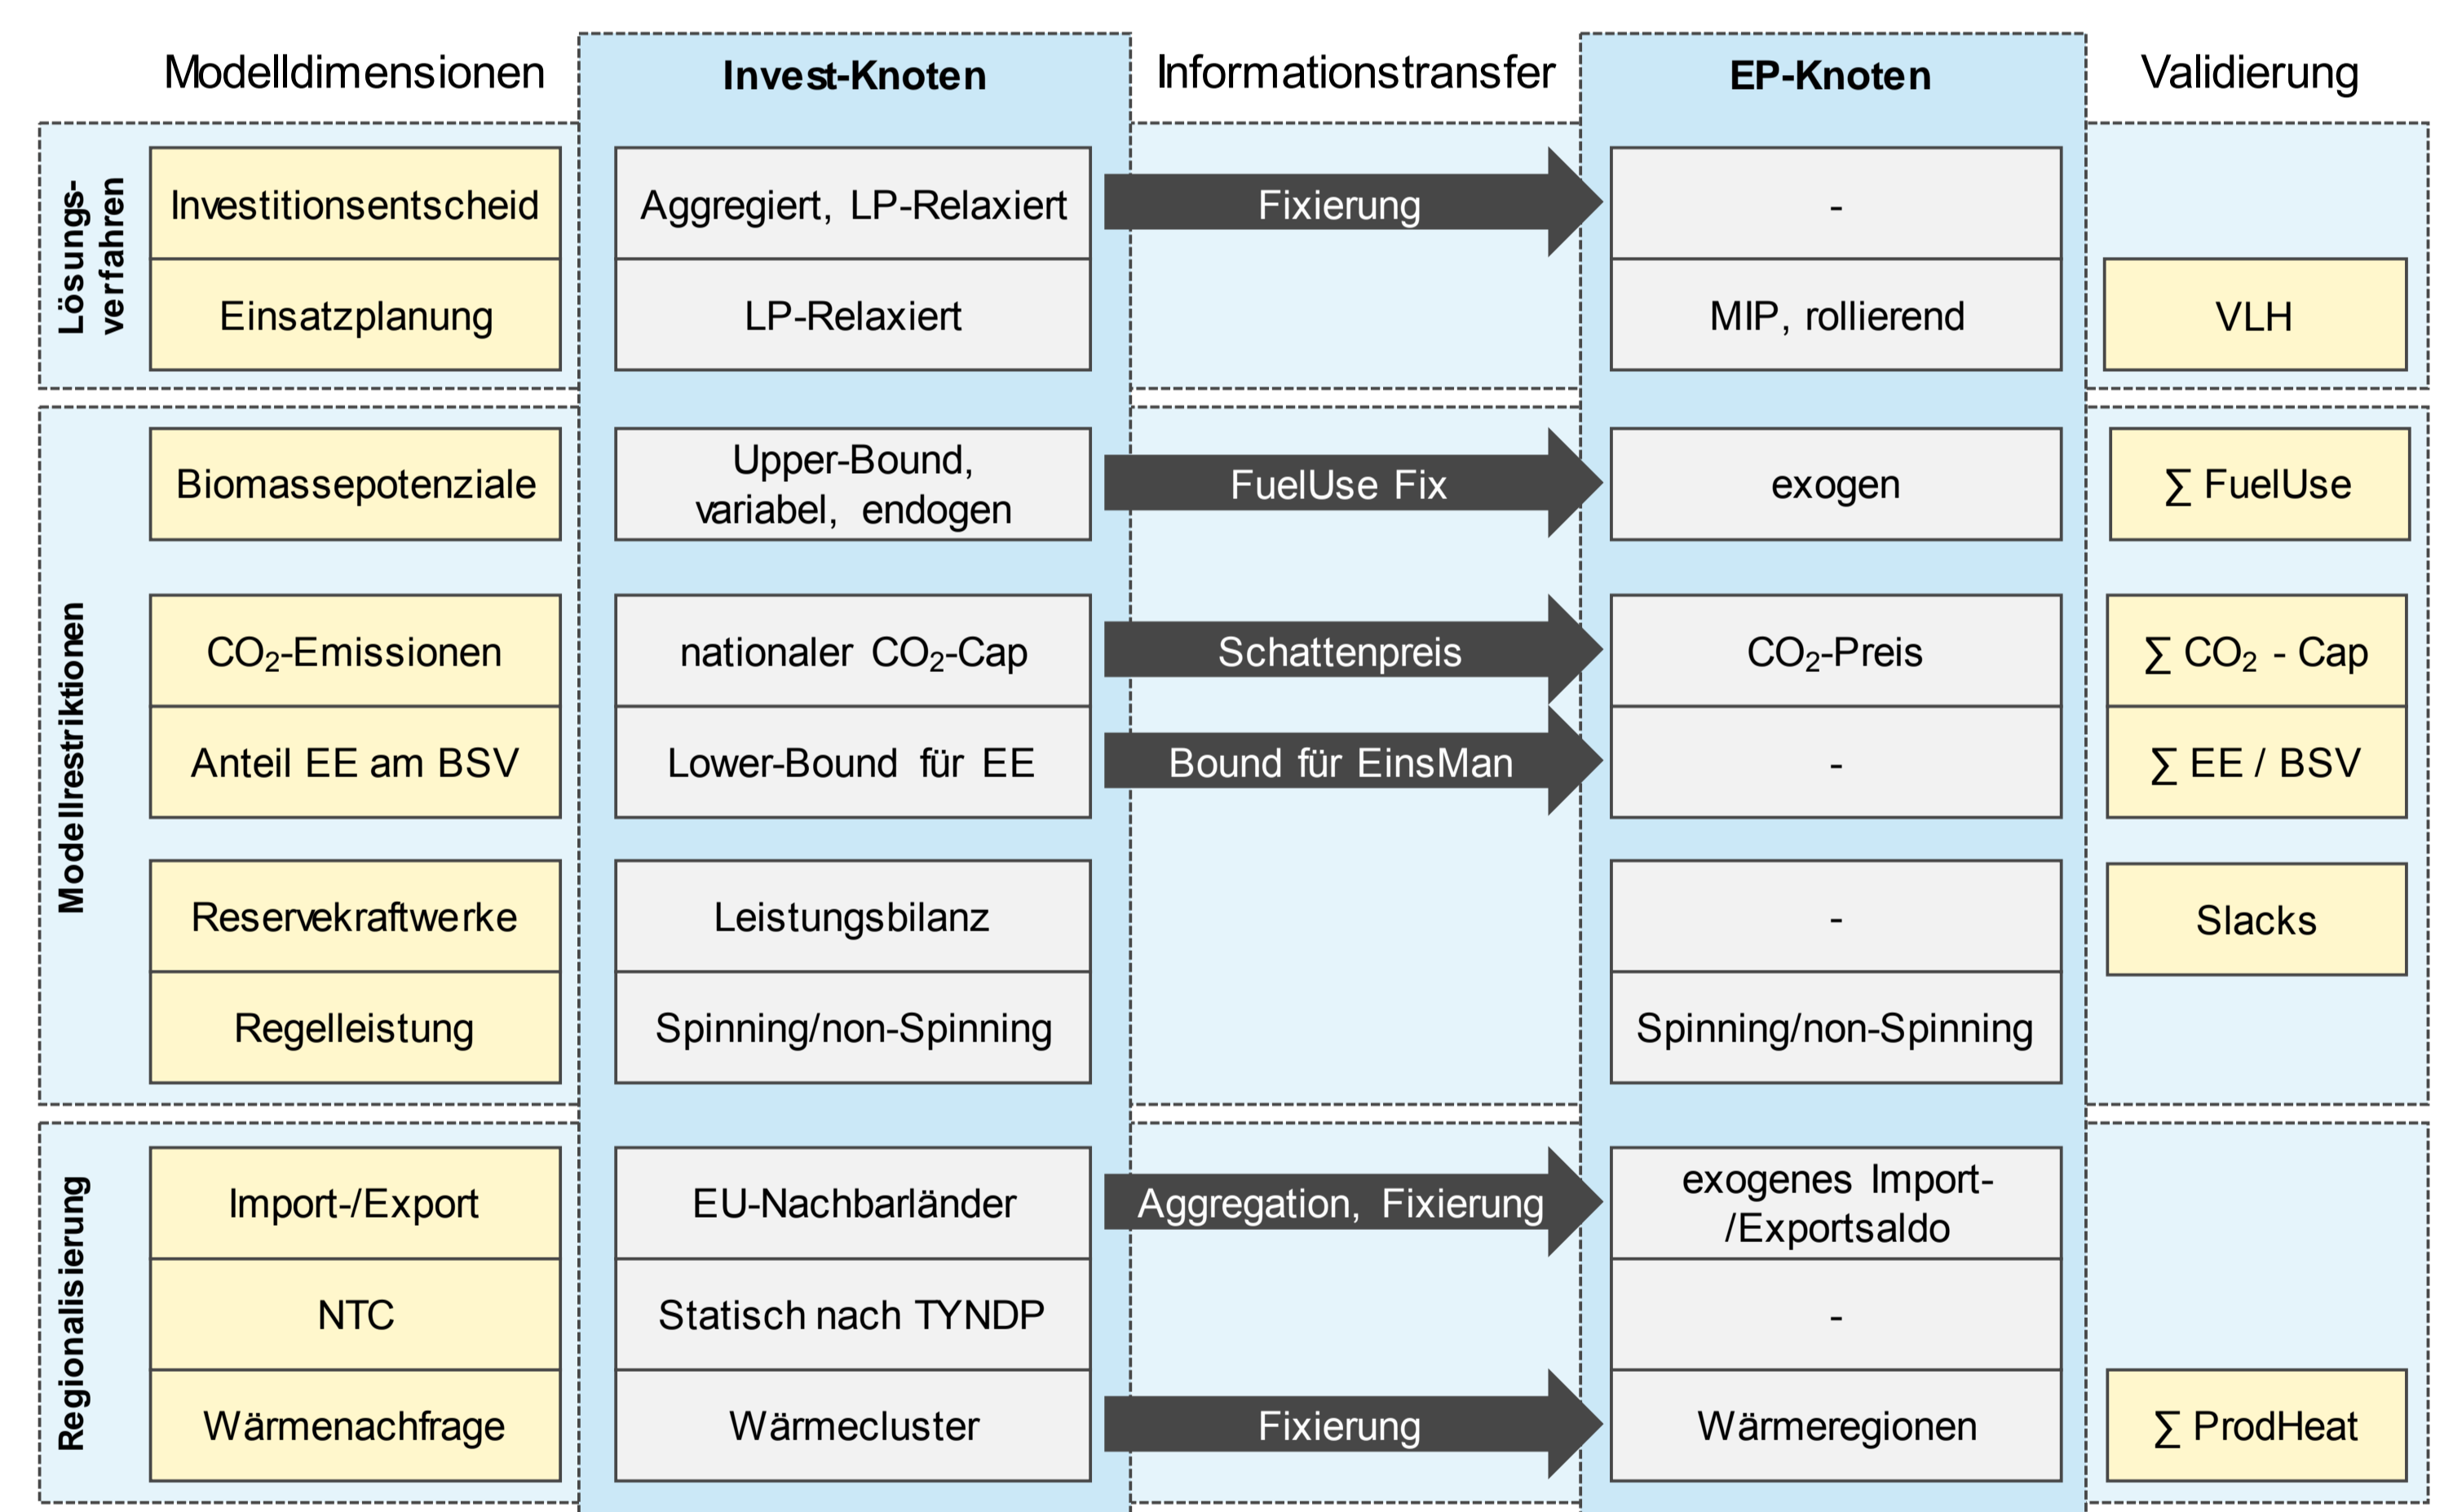 Modelldimensionen
Invest-Knoten
Informationstransfer
EP-Knoten
Validierung
Lösungs-
verfahren
Investitionsentscheid
Aggregiert, LP-Relaxiert
Fixierung
-
Einsatzplanung
LP-Relaxiert
MIP, rollierend
VLH
Modellrestriktionen
Biomassepotenziale
Upper-Bound,
variabel, endogen
FuelUse Fix
exogen
∑ FuelUse
CO₂-Emissionen
nationaler CO₂-Cap
Schattenpreis
CO₂-Preis
∑ CO₂ - Cap
Anteil EE am BSV
Lower-Bound für EE
Bound für EinsMan
-
∑ EE / BSV
Reservekraftwerke
Leistungsbilanz
-
Slacks
Regelleistung
Spinning/non-Spinning
Spinning/non-Spinning
Regionalisierung
Import-/Export
EU-Nachbarländer
Aggregation, Fixierung
exogenes Import-
/Exportsaldo
NTC
Statisch nach TYNDP
-
Wärmenachfrage
Wärmecluster
Fixierung
Wärmeregionen
∑ ProdHeat